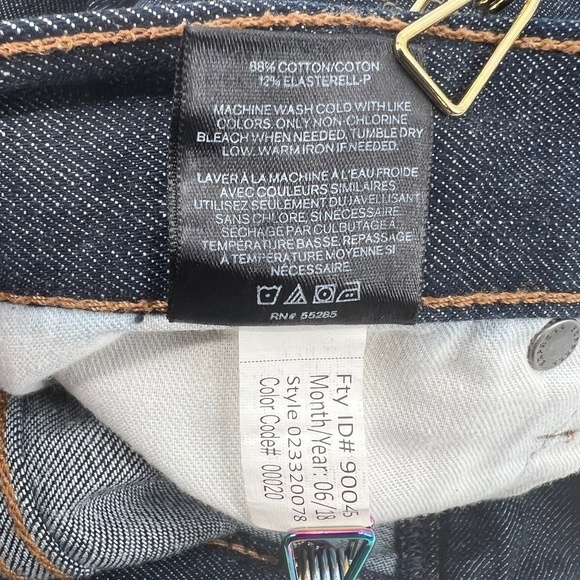 88% COTTON/COTON
12% ELASTERELL-P
MACHINE WASH COLD WITH LIKE
COLORS, ONLY NON-CHLORINE
BLEACH WHEN NEEDED, TUMBLE DRY
LOW, WARM IRON IF NEEDED.
LAVER À LA MACHINE À L'EAU FROIDE
AVEC COULEURS SIMILAIRES
UTILISEZ SEULEMENT DU JAVELLISANT
SANS CHLORE, SI NÉCESSAIRE,
SÉCHAGE PAR CULBUTAGE À
TEMPÉRATURE BASSE, REPASSAGE
À TEMPÉRATURE MOYENNE SI
NÉCESSAIRE.
RN# 55285
Fty ID# 9004
Month/Year: 06/18
Style 023320078
Color Code# 00020